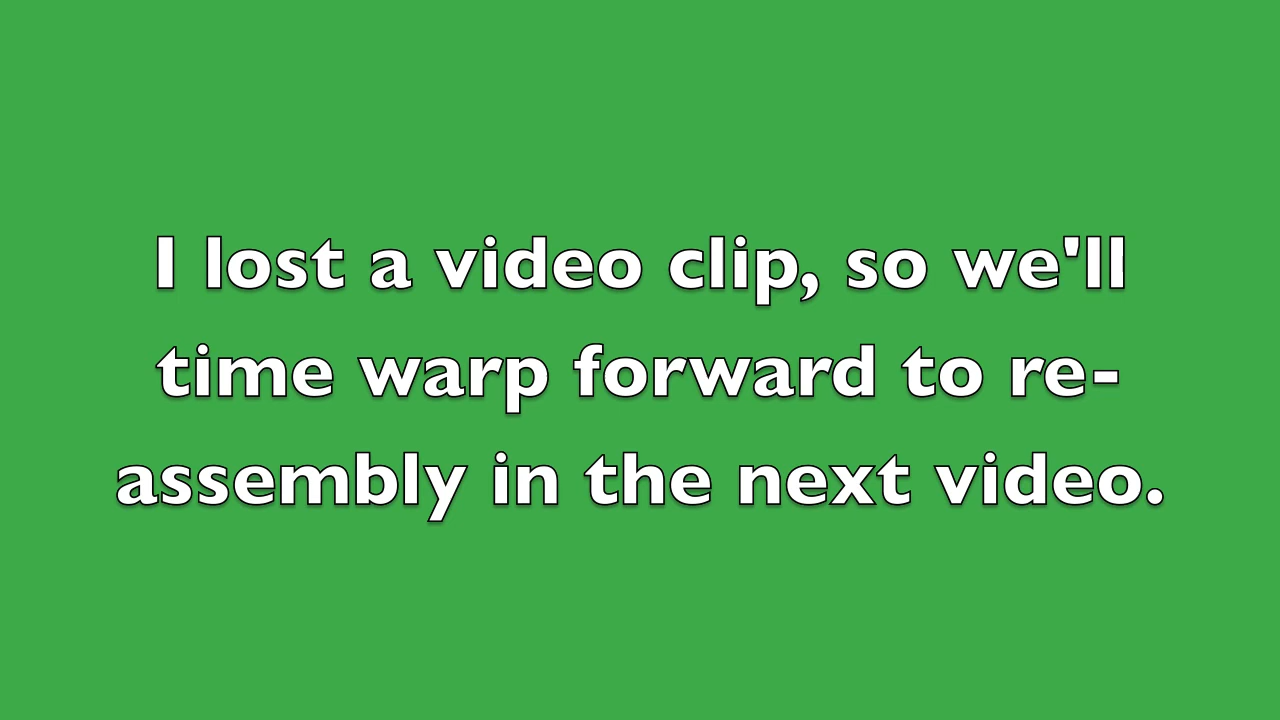 I lost a video clip, so we'll
time warp forward to re-
assembly in the next video.